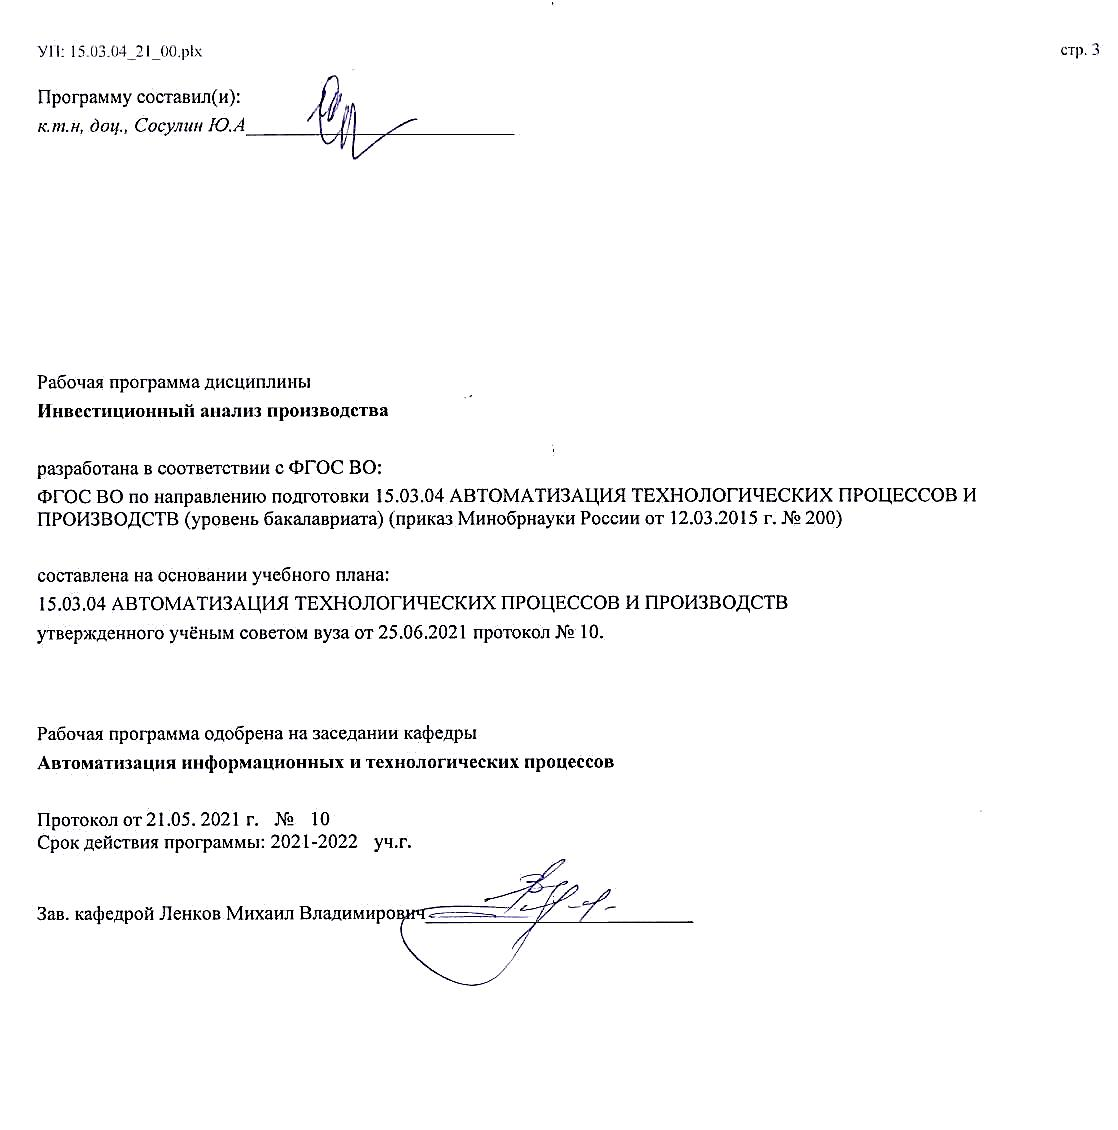 УП: 15.03.04_21_00.plx
стр. 3
Программу составил(и):
к.т.н, доц., Сосулин Ю.А
Рабочая программа дисциплины
Инвестиционный анализ производства
разработана в соответствии с ФГОС ВО:
ФГОС ВО по направлению подготовки 15.03.04 АВТОМАТИЗАЦИЯ ТЕХНОЛОГИЧЕСКИХ ПРОЦЕССОВ И
ПРОИЗВОДСТВ (уровень бакалавриата) (приказ Минобрнауки России от 12.03.2015 г. № 200)
составлена на основании учебного плана:
15.03.04 АВТОМАТИЗАЦИЯ ТЕХНОЛОГИЧЕСКИХ ПРОЦЕССОВ И ПРОИЗВОДСТВ
утвержденного учёным советом вуза от 25.06.2021 протокол № 10.
Рабочая программа одобрена на заседании кафедры
Автоматизация информационных и технологических процессов
Протокол от 21.05. 2021 г. № 10
Срок действия программы: 2021-2022 уч.г.
Зав. кафедрой Ленков Михаил Владимирович